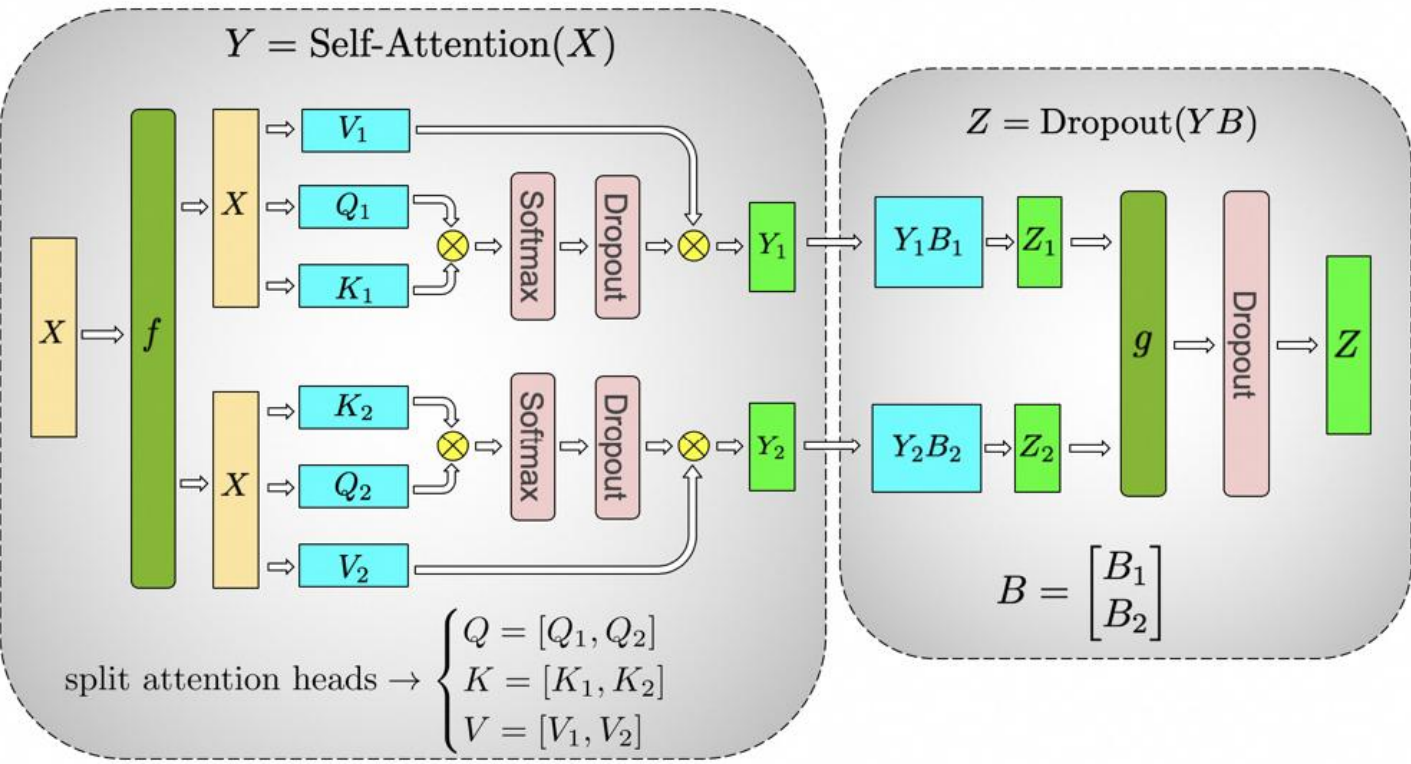 Y = Self-Attention(X)
X
f
X
V₁
Q₁
K₁
Softmax
Dropout
Y₁
X
K₂
Q₂
V₂
Softmax
Dropout
Y₂
split attention heads → { Q = [Q₁, Q₂]
K = [K₁, K₂]
V = [V₁, V₂]
Z = Dropout(YB)
Y₁B₁
Z₁
Y₂B₂
Z₂
g
Dropout
Z
B = [B₁
B₂]